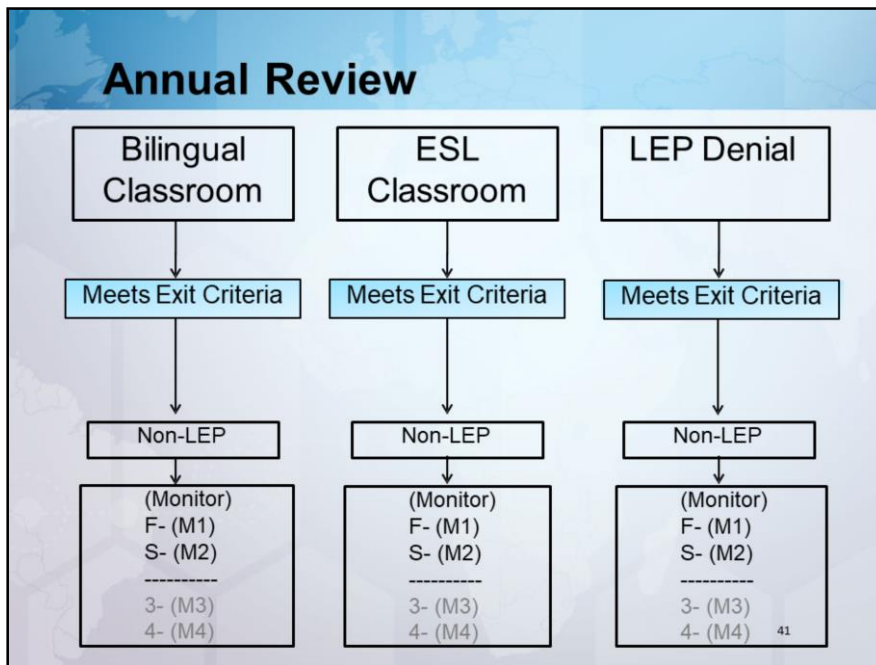 Annual Review
Bilingual
Classroom
Meets Exit Criteria
Non-LEP
(Monitor)
F- (M1)
S- (M2)
----------
3- (M3)
4- (M4)
ESL
Classroom
Meets Exit Criteria
Non-LEP
(Monitor)
F- (M1)
S- (M2)
----------
3- (M3)
4- (M4)
LEP Denial
Meets Exit Criteria
Non-LEP
(Monitor)
F- (M1)
S- (M2)
----------
3- (M3)
4- (M4)
41